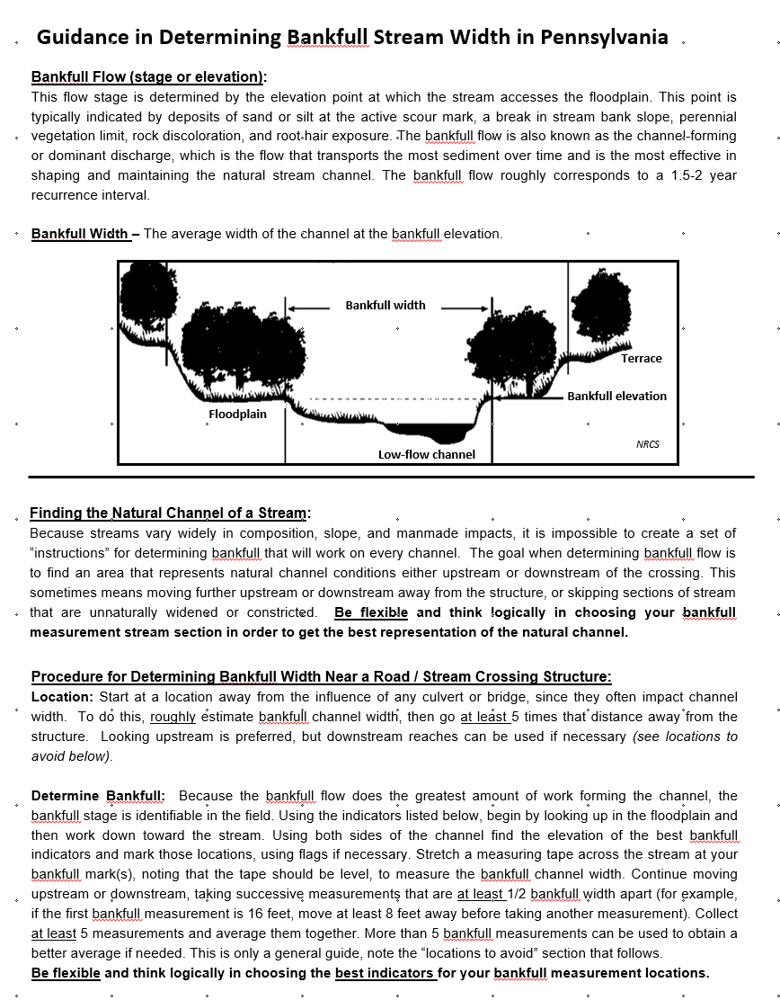 Guidance in Determining Bankfull Stream Width in Pennsylvania
Bankfull Flow (stage or elevation):
This flow stage is determined by the elevation point at which the stream accesses the floodplain. This point is
typically indicated by deposits of sand or silt at the active scour mark, a break in stream bank slope, perennial
vegetation limit, rock discoloration, and root hair exposure. The bankfull flow is also known as the channel-forming
or dominant discharge, which is the flow that transports the most sediment over time and is the most effective in
shaping and maintaining the natural stream channel. The bankfull flow roughly corresponds to a 1.5-2 year
recurrence interval.
Bankfull Width – The average width of the channel at the bankfull elevation.
Bankfull width
Terrace
Bankfull elevation
Floodplain
NRCS
Low-flow channel
Finding the Natural Channel of a Stream:
Because streams vary widely in composition, slope, and manmade impacts, it is impossible to create a set of
“instructions” for determining bankfull that will work on every channel. The goal when determining bankfull flow is
to find an area that represents natural channel conditions either upstream or downstream of the crossing. This
sometimes means moving further upstream or downstream away from the structure, or skipping sections of stream
that are unnaturally widened or constricted. Be flexible and think logically in choosing your bankfull
measurement stream section in order to get the best representation of the natural channel.
Procedure for Determining Bankfull Width Near a Road / Stream Crossing Structure:
Location: Start at a location away from the influence of any culvert or bridge, since they often impact channel
width. To do this, roughly estimate bankfull channel width, then go at least 5 times that distance away from the
structure. Looking upstream is preferred, but downstream reaches can be used if necessary (see locations to
avoid below).
Determine Bankfull: Because the bankfull flow does the greatest amount of work forming the channel, the
bankfull stage is identifiable in the field. Using the indicators listed below, begin by looking up in the floodplain and
then work down toward the stream. Using both sides of the channel find the elevation of the best bankfull
indicators and mark those locations, using flags if necessary. Stretch a measuring tape across the stream at your
bankfull mark(s), noting that the tape should be level, to measure the bankfull channel width. Continue moving
upstream or downstream, taking successive measurements that are at least 1/2 bankfull width apart (for example,
if the first bankfull measurement is 16 feet, move at least 8 feet away before taking another measurement). Collect
at least 5 measurements and average them together. More than 5 bankfull measurements can be used to obtain a
better average if needed. This is only a general guide, note the “locations to avoid” section that follows.
Be flexible and think logically in choosing the best indicators for your bankfull measurement locations.